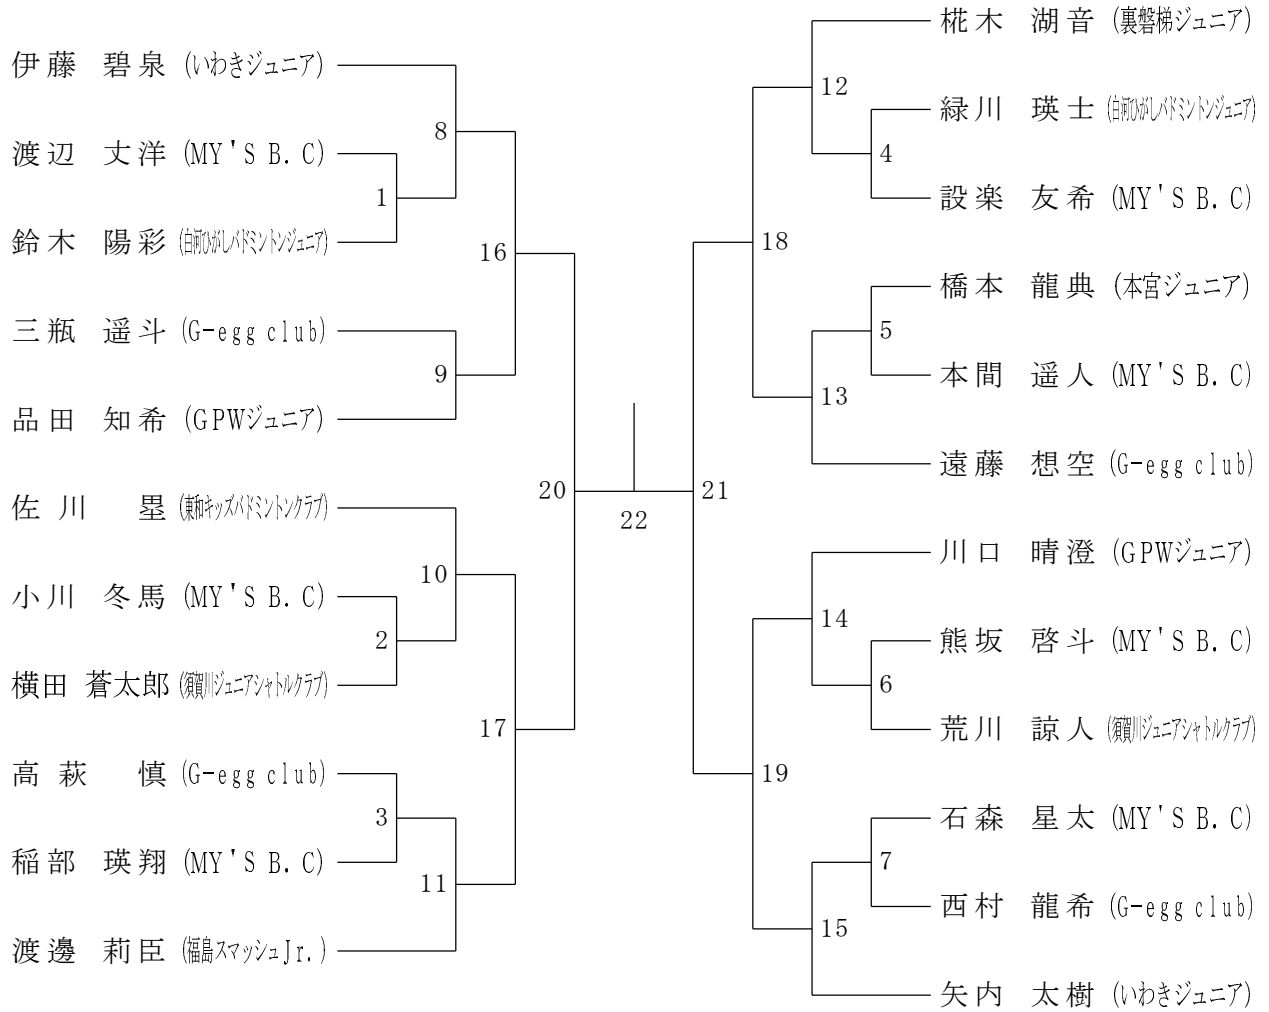 伊藤 碧泉 (いわきジュニア)
8
渡辺 丈洋 (MY'S B.C)
1
鈴木 陽彩 (白河ひがしバドミントンジュニア)
16
三瓶 遥斗 (G-egg club)
9
品田 知希 (GPWジュニア)
20
佐川 塁 (東和キッズバドミントンクラブ)
10
小川 冬馬 (MY'S B.C)
2
横田 蒼太郎 (須賀川ジュニアシャトルクラブ)
17
高萩 慎 (G-egg club)
3
稲部 瑛翔 (MY'S B.C)
11
渡邊 莉臣 (福島スマッシュJr.)
22
椛木 湖音 (裏磐梯ジュニア)
12
緑川 瑛士 (白河ひがしバドミントンジュニア)
4
設楽 友希 (MY'S B.C)
18
橋本 龍典 (本宮ジュニア)
5
本間 遥人 (MY'S B.C)
13
遠藤 想空 (G-egg club)
21
川口 晴澄 (GPWジュニア)
14
熊坂 啓斗 (MY'S B.C)
6
荒川 諒人 (須賀川ジュニアシャトルクラブ)
19
石森 星太 (MY'S B.C)
7
西村 龍希 (G-egg club)
15
矢内 太樹 (いわきジュニア)